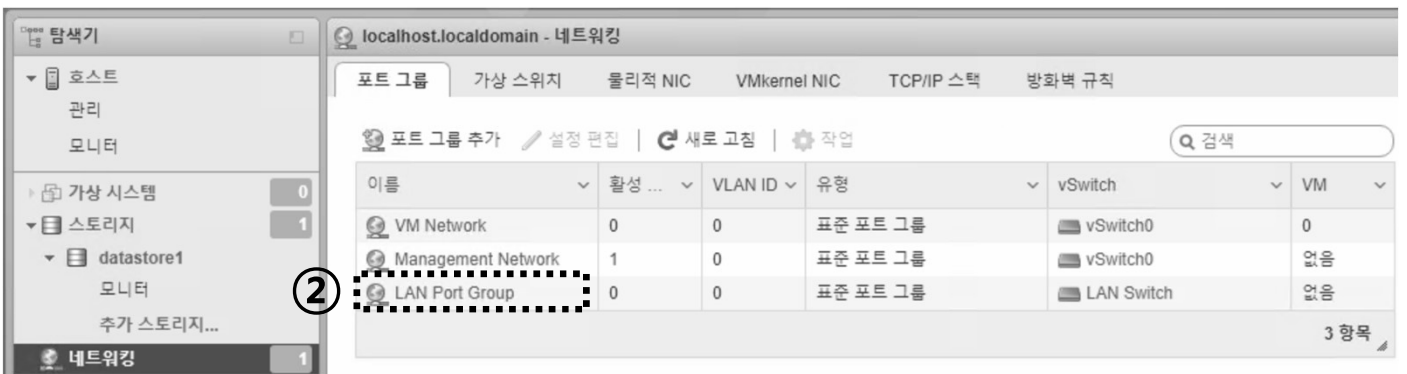 탐색기
호스트
관리
모니터
가상 시스템 0
스토리지 1
datastore1
모니터
추가 스토리지...
네트워킹 1
localhost.localdomain - 네트워킹
포트 그룹 가상 스위치 물리적 NIC VMkernel NIC TCP/IP 스택 방화벽 규칙
포트 그룹 추가 설정 편집 | 새로 고침 | 작업 검색
이름 활성 ... VLAN ID 유형 vSwitch VM
VM Network 0 0 표준 포트 그룹 vSwitch0 0
Management Network 1 0 표준 포트 그룹 vSwitch0 없음
② LAN Port Group 0 0 표준 포트 그룹 LAN Switch 없음
3 항목